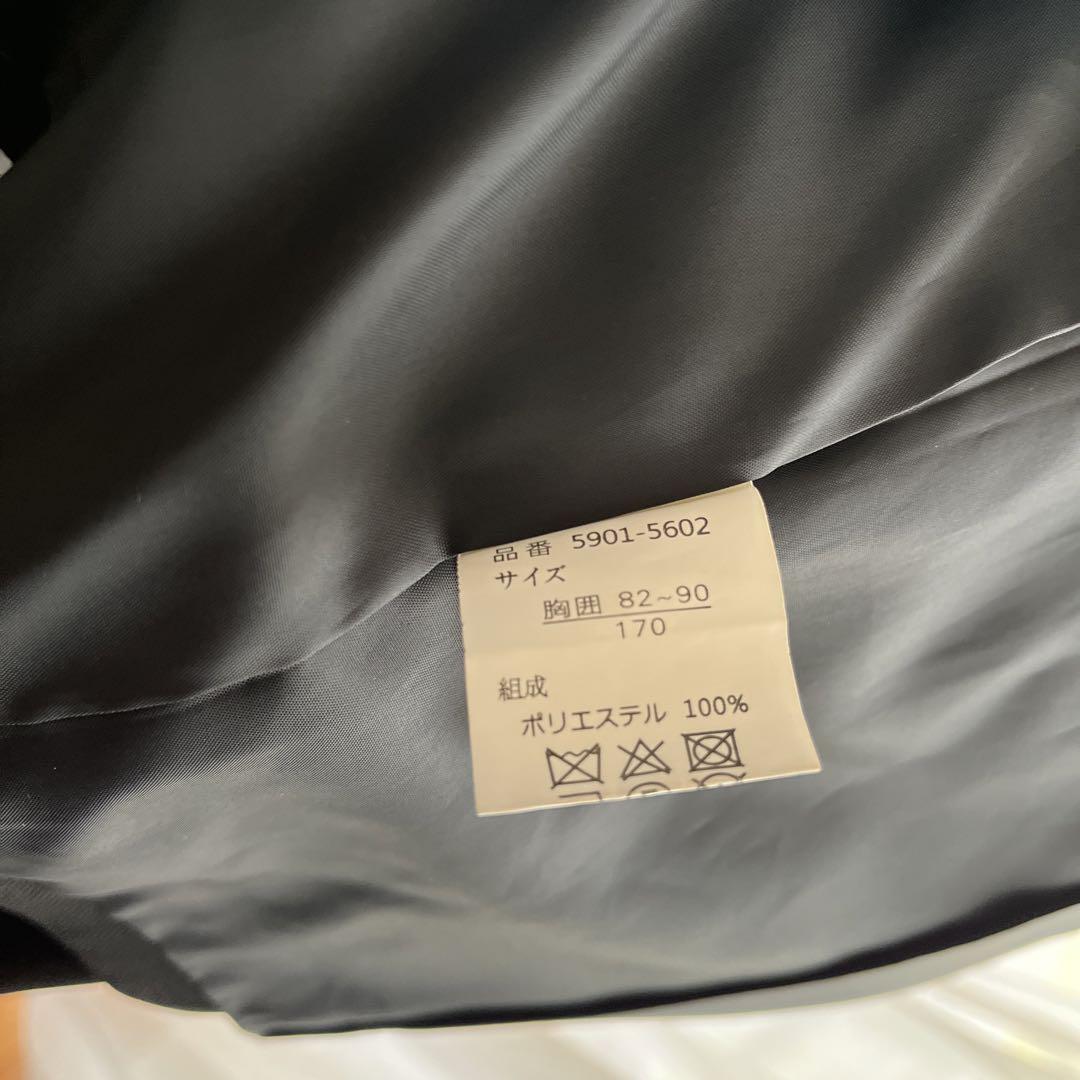 品番 5901-5602
サイズ
胸囲 82~90
170
組成
ポリエステル 100%